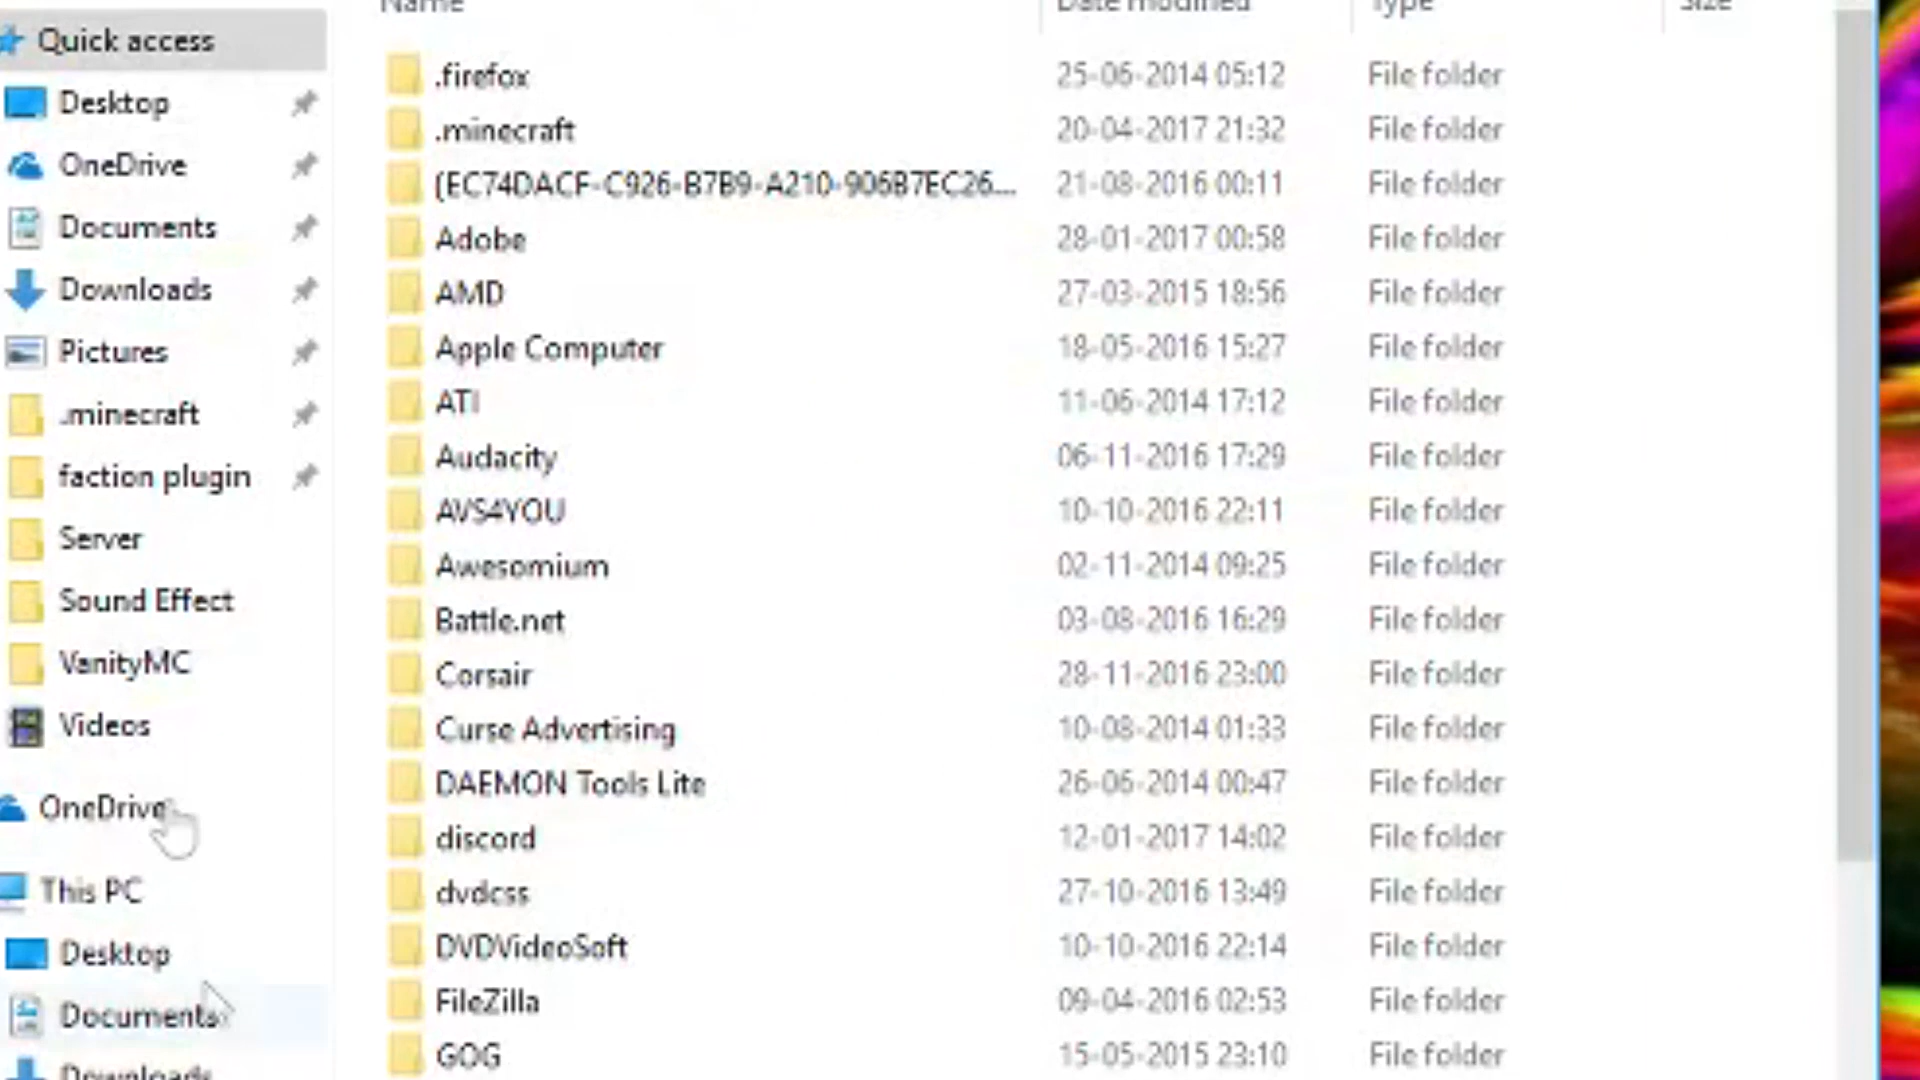 Name Date modified Type Size
Quick access
Desktop
OneDrive
Documents
Downloads
Pictures
.minecraft
faction plugin
Server
Sound Effect
VanityMC
Videos
OneDrive
This PC
Desktop
Documents
Downloads
.firefox 25-06-2014 05:12 File folder
.minecraft 20-04-2017 21:32 File folder
{EC74DACF-C926-B7B9-A210-906B7EC26... 21-08-2016 00:11 File folder
Adobe 28-01-2017 00:58 File folder
AMD 27-03-2015 18:56 File folder
Apple Computer 18-05-2016 15:27 File folder
ATI 11-06-2014 17:12 File folder
Audacity 06-11-2016 17:29 File folder
AVS4YOU 10-10-2016 22:11 File folder
Awesomium 02-11-2014 09:25 File folder
Battle.net 03-08-2016 16:29 File folder
Corsair 28-11-2016 23:00 File folder
Curse Advertising 10-08-2014 01:33 File folder
DAEMON Tools Lite 26-06-2014 00:47 File folder
discord 12-01-2017 14:02 File folder
dvdcss 27-10-2016 13:49 File folder
DVDVideoSoft 10-10-2016 22:14 File folder
FileZilla 09-04-2016 02:53 File folder
GOG 15-05-2015 23:10 File folder